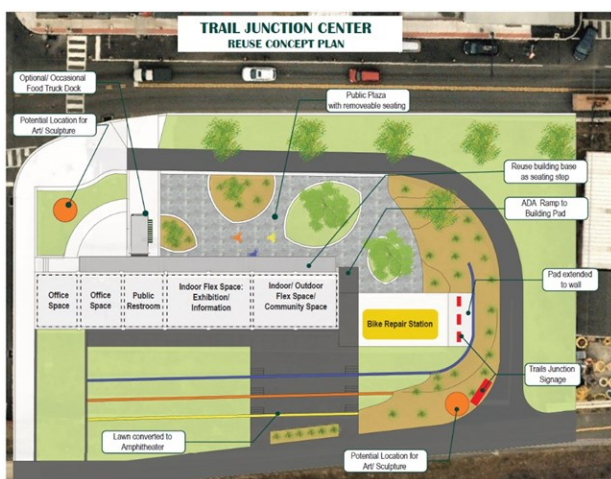 TRAIL JUNCTION CENTER
REUSE CONCEPT PLAN
Optional/ Occasional
Food Truck Dock
Potential Location for
Art/ Sculpture
Public Plaza
with removeable seating
Reuse building base
as seating step
ADA Ramp to
Building Pad
Office
Space
Office
Space
Public
Restroom
Indoor Flex Space:
Exhibition/
Information
Indoor/ Outdoor
Flex Space/
Community Space
Bike Repair Station
Pad extended
to wall
Trails Junction
Signage
Lawn converted to
Amphitheater
Potential Location for
Art/ Sculpture